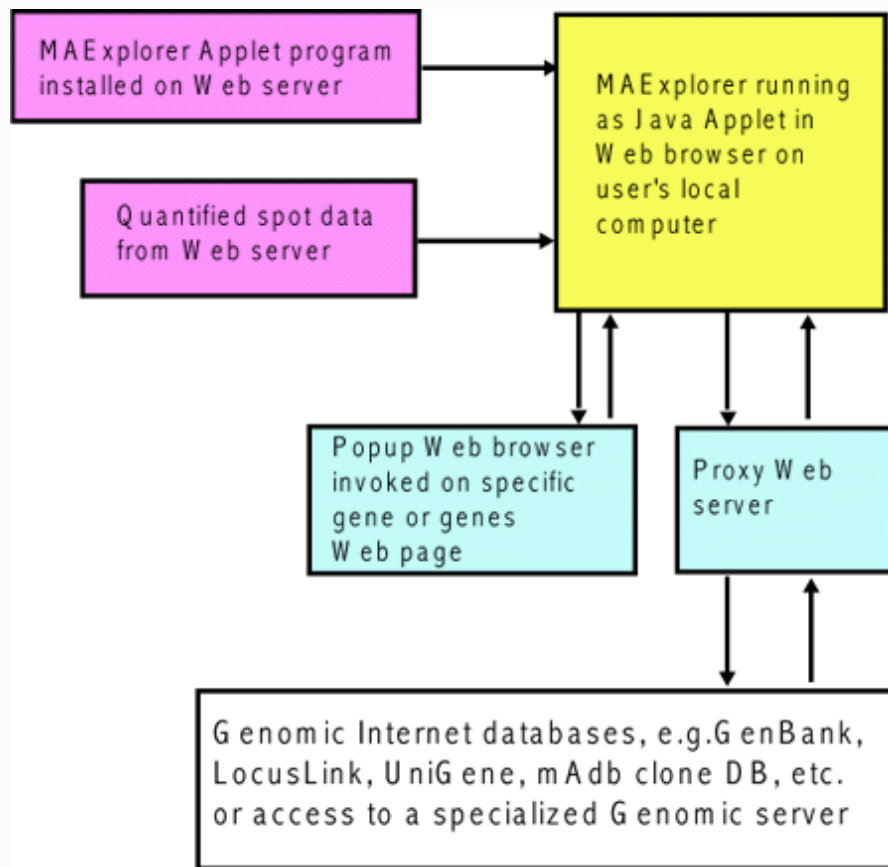 MAExplorer Applet program
installed on Web server
MAExplorer running
as Java Applet in
Web browser on
user's local
computer
Quantified spot data
from Web server
Popup Web browser
invoked on specific
gene or genes
Web page
Proxy Web
server
Genomic Internet databases, e.g.GenBank,
LocusLink, UniGene, mAdb clone DB, etc.
or access to a specialized Genomic server